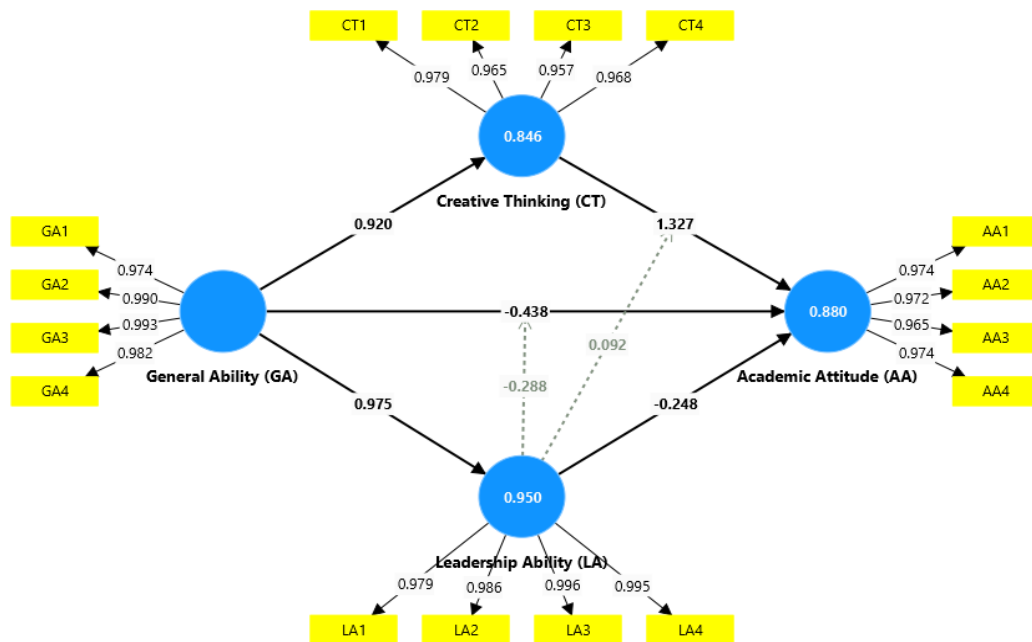 CT1 CT2 CT3 CT4
0.979 0.965 0.957 0.968
0.846
Creative Thinking (CT)
GA1
GA2
GA3
GA4
0.974
0.990
0.993
0.982
General Ability (GA)
0.920
1.327
-0.438
0.092
-0.288
0.975
-0.248
0.880
Academic Attitude (AA)
AA1
AA2
AA3
AA4
0.974
0.972
0.965
0.974
0.950
Leadership Ability (LA)
0.979 0.986 0.996 0.995
LA1 LA2 LA3 LA4